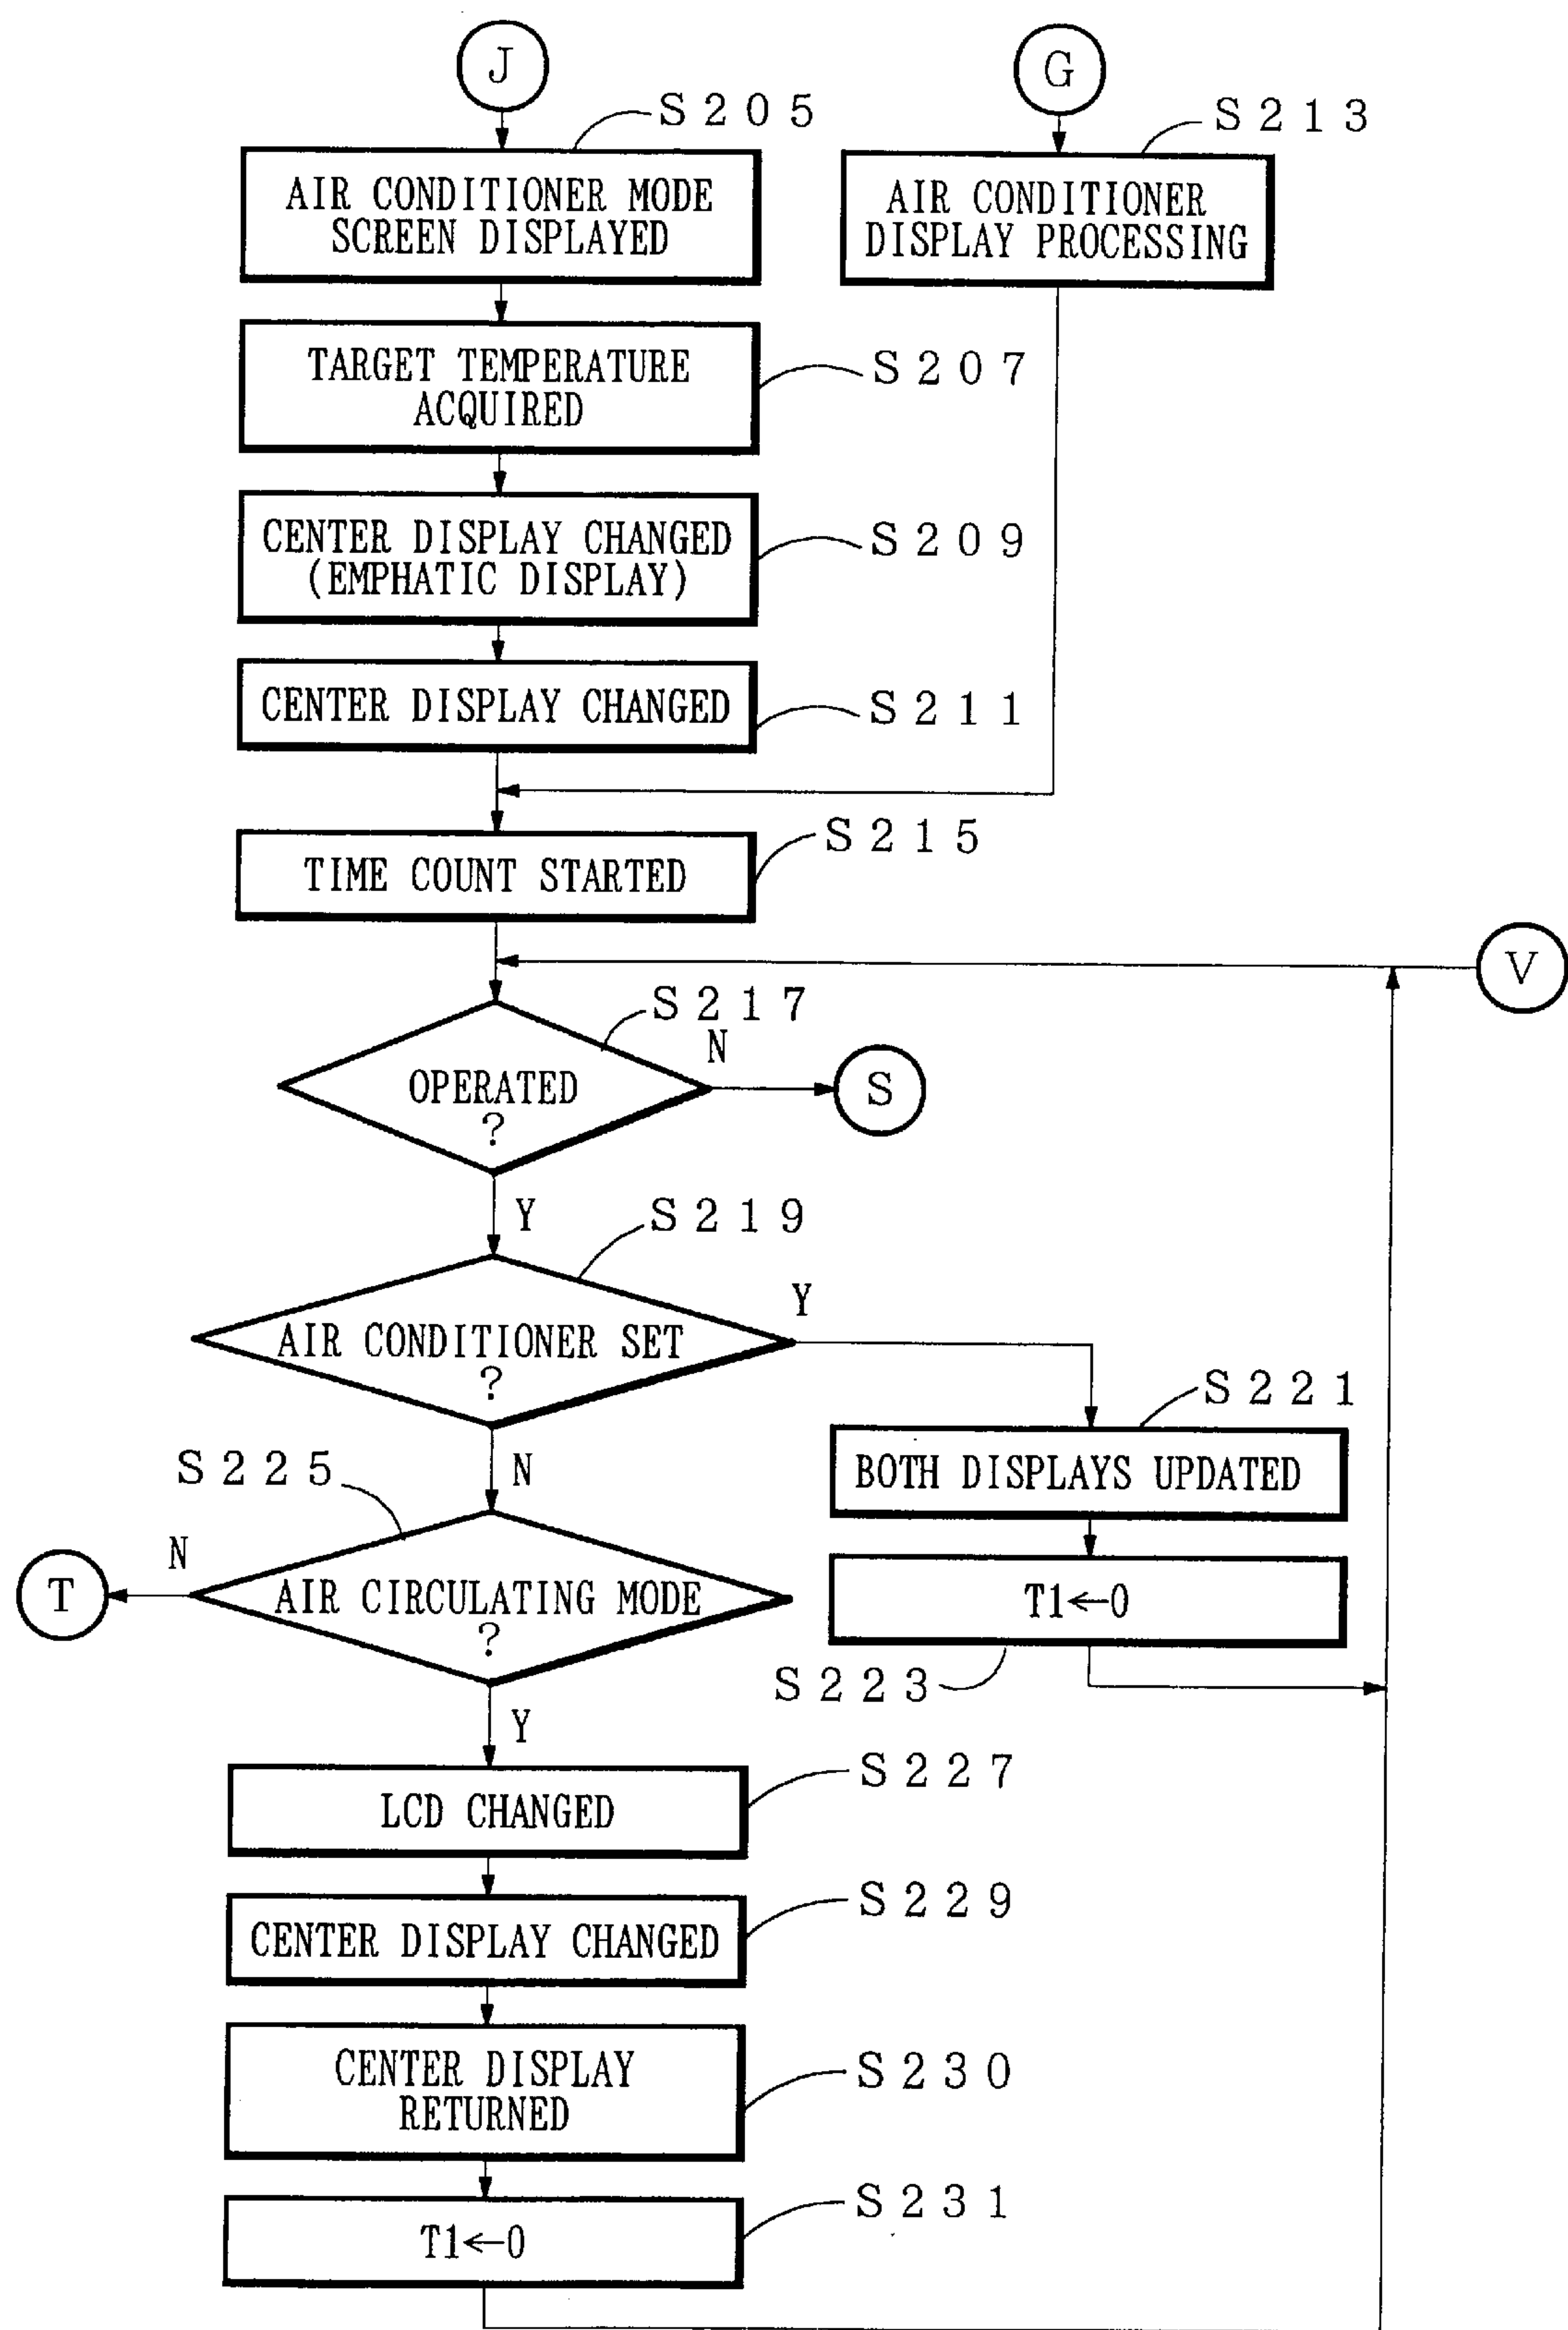 J
G
S205
S213
AIR CONDITIONER MODE
SCREEN DISPLAYED
AIR CONDITIONER
DISPLAY PROCESSING
TARGET TEMPERATURE
ACQUIRED
S207
CENTER DISPLAY CHANGED
(EMPHATIC DISPLAY)
S209
CENTER DISPLAY CHANGED
S211
S215
TIME COUNT STARTED
V
S217
N
OPERATED
?
S
Y
S219
Y
AIR CONDITIONER SET
?
S221
N
BOTH DISPLAYS UPDATED
S225
N
T
AIR CIRCULATING MODE
?
T1←0
S223
Y
S227
LCD CHANGED
S229
CENTER DISPLAY CHANGED
CENTER DISPLAY
RETURNED
S230
S231
T1←0